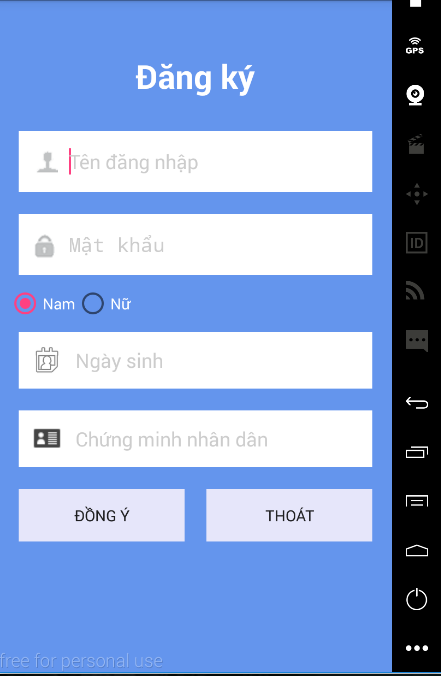 Đăng ký
Tên đăng nhập
Mật khẩu
Nam Nữ
Ngày sinh
Chứng minh nhân dân
ĐỒNG Ý THOÁT
free for personal use
GPS
ID